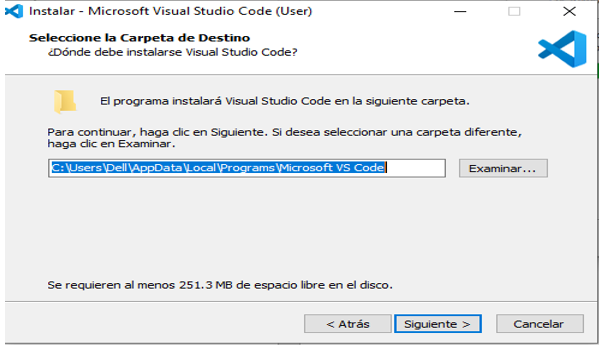 Instalar - Microsoft Visual Studio Code (User)
Seleccione la Carpeta de Destino
¿Dónde debe instalarse Visual Studio Code?
El programa instalará Visual Studio Code en la siguiente carpeta.
Para continuar, haga clic en Siguiente. Si desea seleccionar una carpeta diferente,
haga clic en Examinar.
C:\Users\Dell\AppData\Local\Programs\Microsoft VS Code
Examinar...
Se requieren al menos 251.3 MB de espacio libre en el disco.
< Atrás
Siguiente >
Cancelar